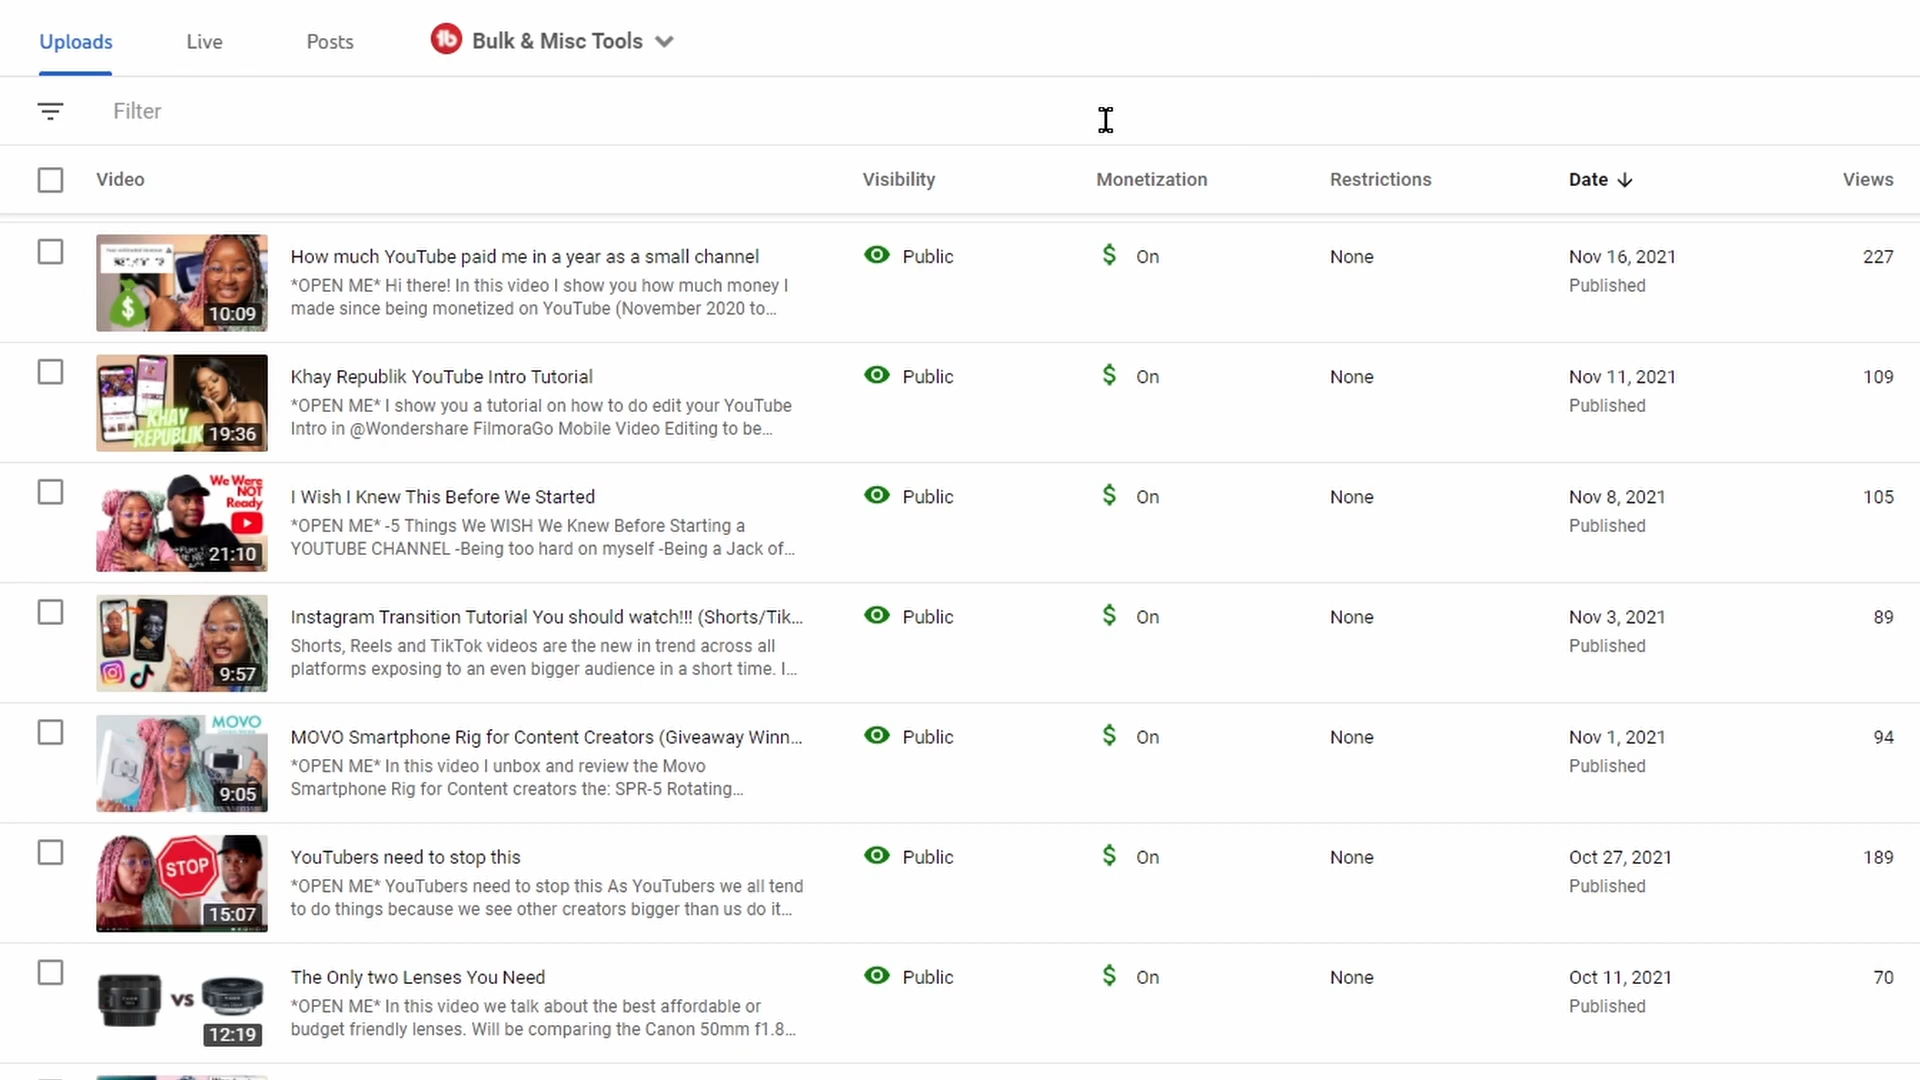 Uploads Live Posts Bulk & Misc Tools
Filter
Video Visibility Monetization Restrictions Date Views
How much YouTube paid me in a year as a small channel Public On None Nov 16, 2021 227
*OPEN ME* Hi there! In this video I show you how much money I Published
made since being monetized on YouTube (November 2020 to...
10:09
Khay Republik YouTube Intro Tutorial Public On None Nov 11, 2021 109
*OPEN ME* I show you a tutorial on how to do edit your YouTube Published
Intro in @Wondershare FilmoraGo Mobile Video Editing to be...
KHAY
REPUBLIK
19:36
We Were
NOT
Ready
I Wish I Knew This Before We Started Public On None Nov 8, 2021 105
*OPEN ME* -5 Things We WISH We Knew Before Starting a Published
YOUTUBE CHANNEL -Being too hard on myself -Being a Jack of...
21:10
Instagram Transition Tutorial You should watch!!! (Shorts/Tik... Public On None Nov 3, 2021 89
Shorts, Reels and TikTok videos are the new in trend across all Published
platforms exposing to an even bigger audience in a short time. I...
9:57
MOVO
MOVO Smartphone Rig for Content Creators (Giveaway Winn... Public On None Nov 1, 2021 94
*OPEN ME* In this video I unbox and review the Movo Published
Smartphone Rig for Content creators the: SPR-5 Rotating...
9:05
YouTubers need to stop this Public On None Oct 27, 2021 189
STOP
*OPEN ME* YouTubers need to stop this As YouTubers we all tend Published
to do things because we see other creators bigger than us do it...
15:07
The Only two Lenses You Need Public On None Oct 11, 2021 70
VS
*OPEN ME* In this video we talk about the best affordable or Published
budget friendly lenses. Will be comparing the Canon 50mm f1.8...
12:19